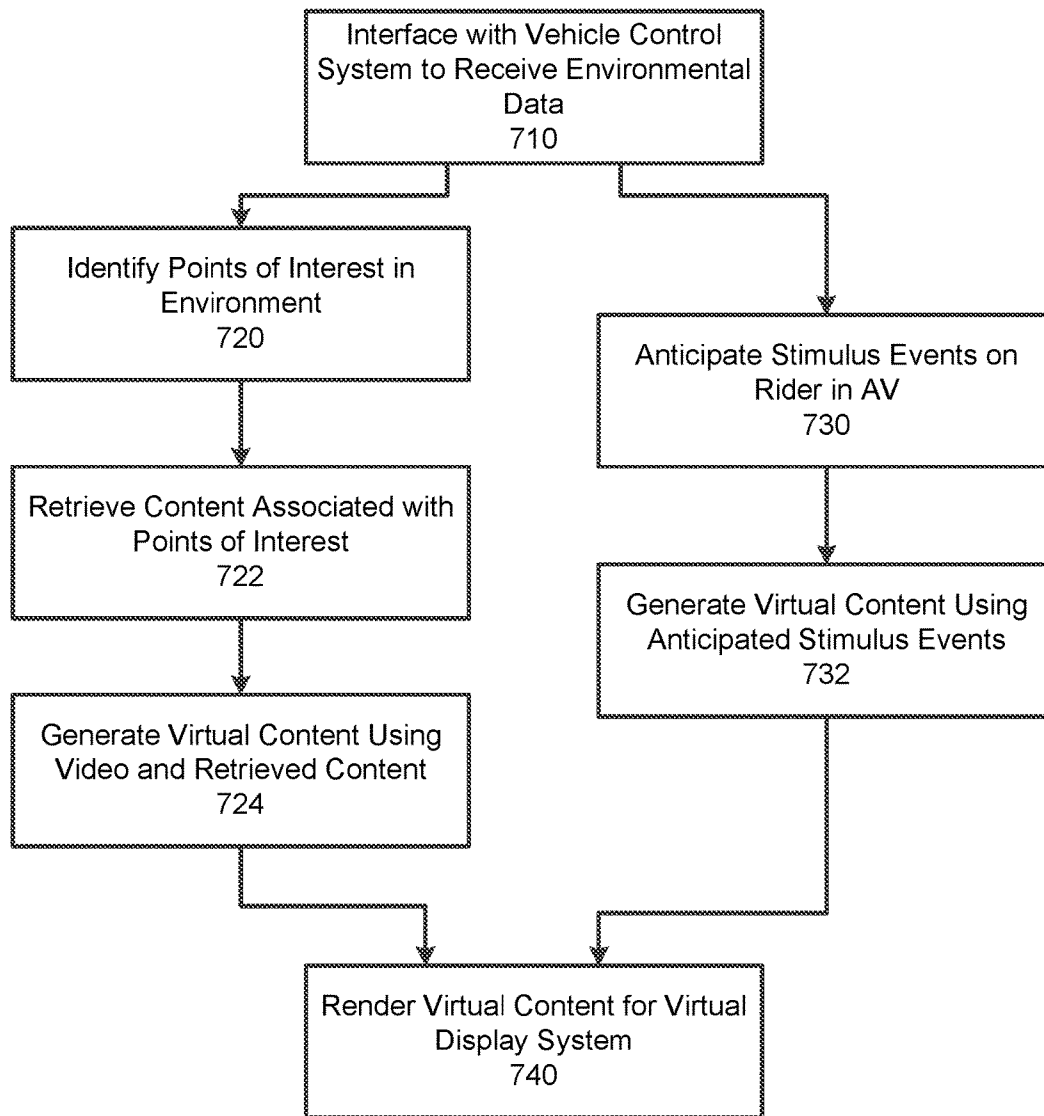 Interface with Vehicle Control
System to Receive Environmental
Data
710
Identify Points of Interest in
Environment
720
Retrieve Content Associated with
Points of Interest
722
Generate Virtual Content Using
Video and Retrieved Content
724
Anticipate Stimulus Events on
Rider in AV
730
Generate Virtual Content Using
Anticipated Stimulus Events
732
Render Virtual Content for Virtual
Display System
740